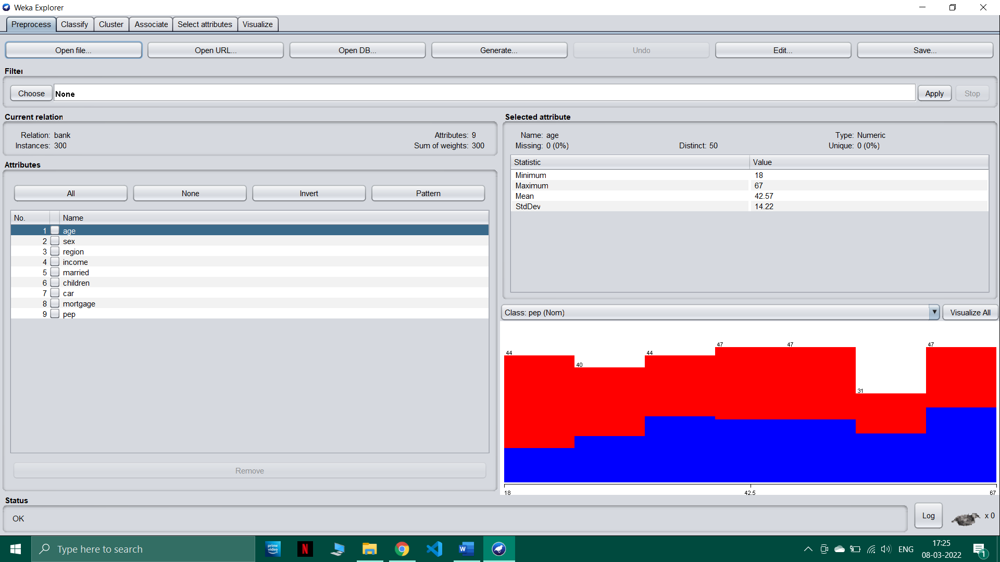 Weka Explorer
Preprocess Classify Cluster Associate Select attributes Visualize
Open file... Open URL... Open DB... Generate... Undo Edit... Save...
Filter
Choose None Apply Stop
Current relation
Relation: bank Attributes: 9
Instances: 300 Sum of weights: 300
Attributes
All None Invert Pattern
No. Name
1 age
2 sex
3 region
4 income
5 married
6 children
7 car
8 mortgage
9 pep
Remove
Selected attribute
Name: age Type: Numeric
Missing: 0 (0%) Distinct: 50 Unique: 0 (0%)
Statistic Value
Minimum 18
Maximum 67
Mean 42.57
StdDev 14.22
Class: pep (Nom) Visualize All
44 40 44 47 47 31 47
18 42.5 67
Status
OK
Log x 0
Type here to search
prime video
N
W
ENG
17:25
08-03-2022
1